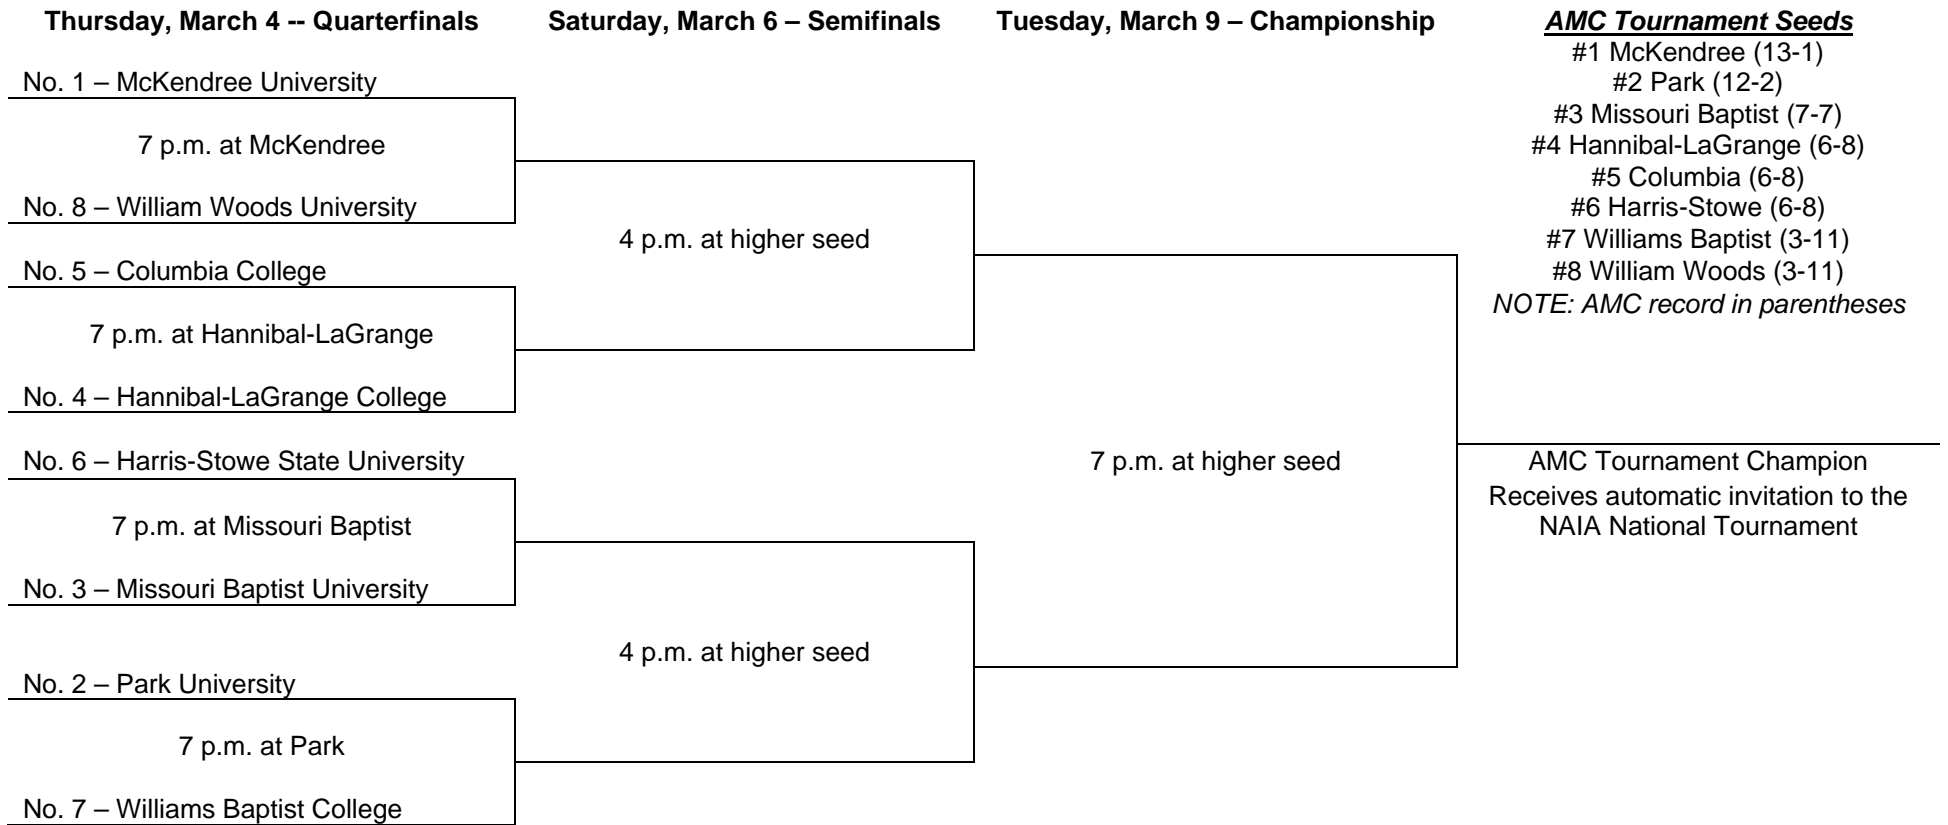 Thursday, March 4 -- Quarterfinals
Saturday, March 6 – Semifinals
Tuesday, March 9 – Championship
AMC Tournament Seeds
#1 McKendree (13-1)
#2 Park (12-2)
#3 Missouri Baptist (7-7)
#4 Hannibal-LaGrange (6-8)
#5 Columbia (6-8)
#6 Harris-Stowe (6-8)
#7 Williams Baptist (3-11)
#8 William Woods (3-11)
NOTE: AMC record in parentheses
No. 1 – McKendree University
7 p.m. at McKendree
No. 8 – William Woods University
4 p.m. at higher seed
No. 5 – Columbia College
7 p.m. at Hannibal-LaGrange
No. 4 – Hannibal-LaGrange College
No. 6 – Harris-Stowe State University
7 p.m. at higher seed
AMC Tournament Champion
Receives automatic invitation to the
NAIA National Tournament
7 p.m. at Missouri Baptist
No. 3 – Missouri Baptist University
4 p.m. at higher seed
No. 2 – Park University
7 p.m. at Park
No. 7 – Williams Baptist College